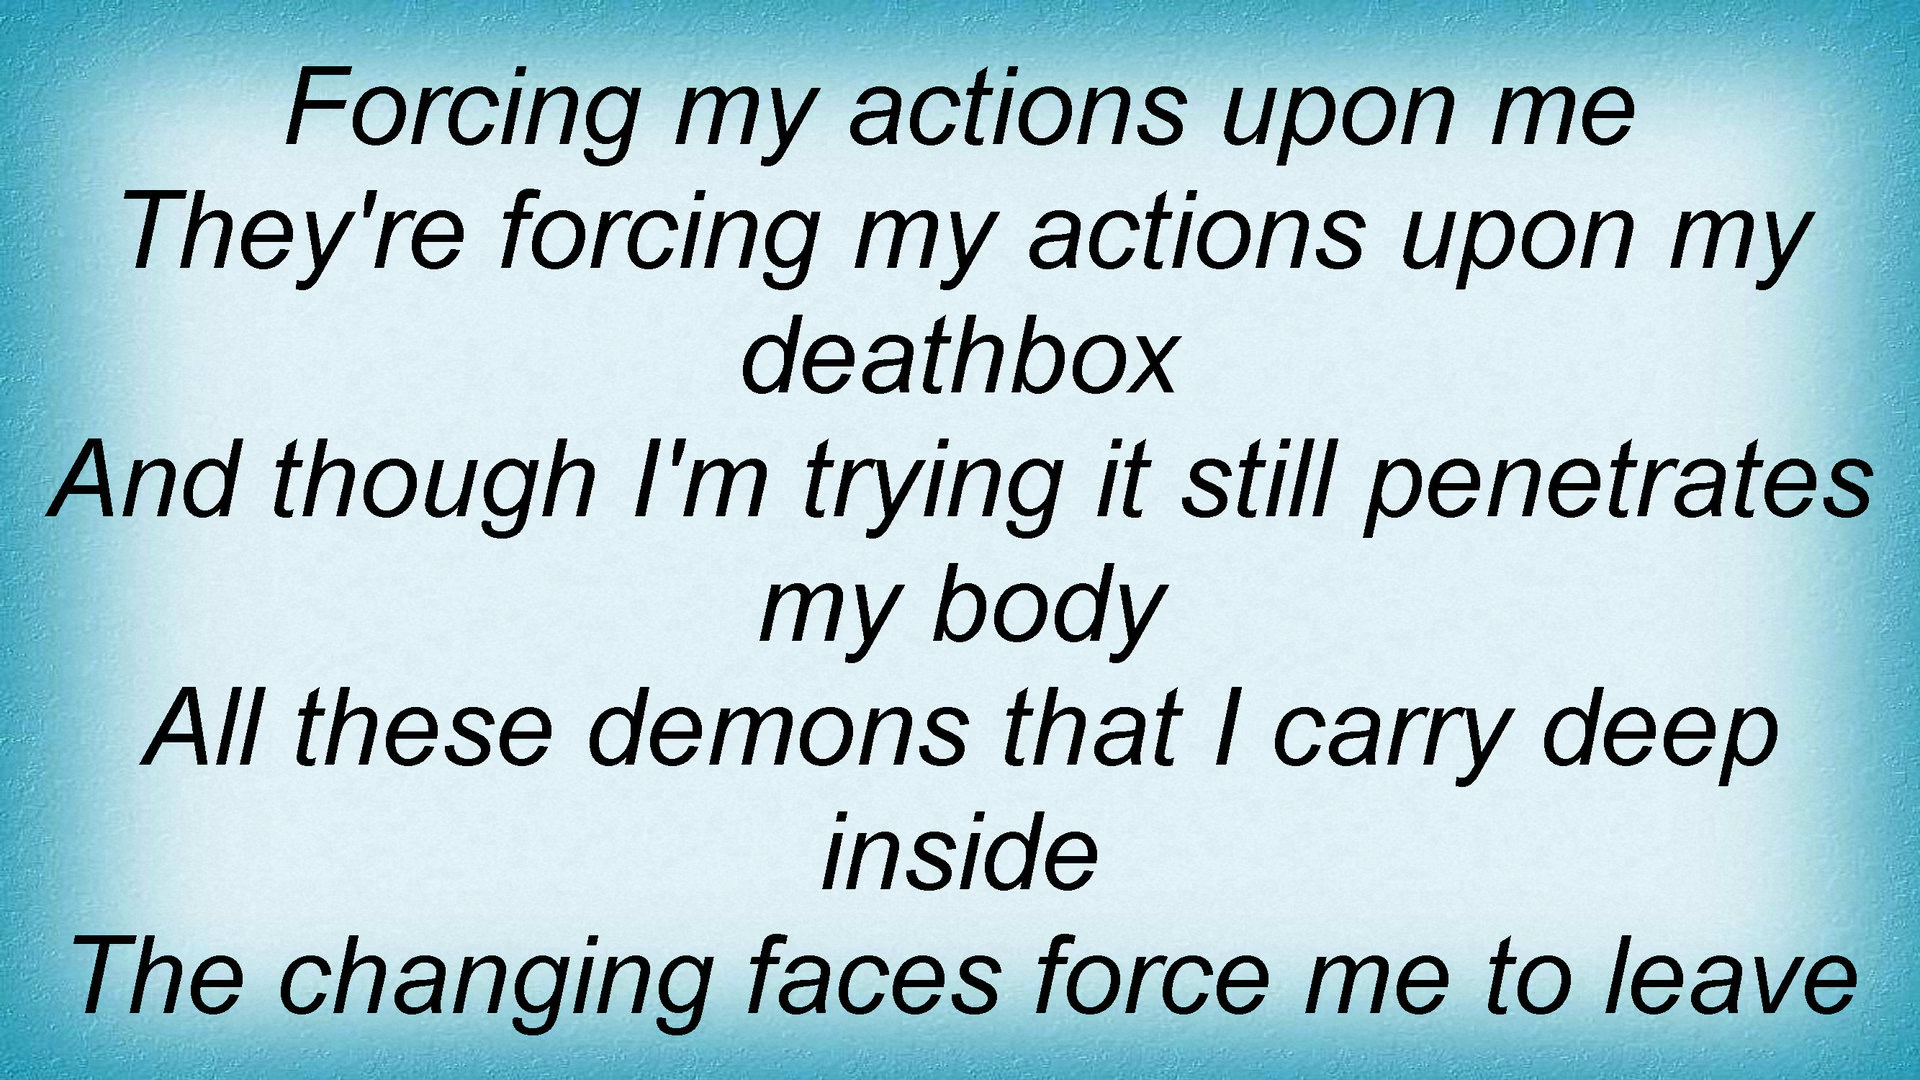 Forcing my actions upon me
They're forcing my actions upon my
deathbox
And though I'm trying it still penetrates
my body
All these demons that I carry deep
inside
The changing faces force me to leave